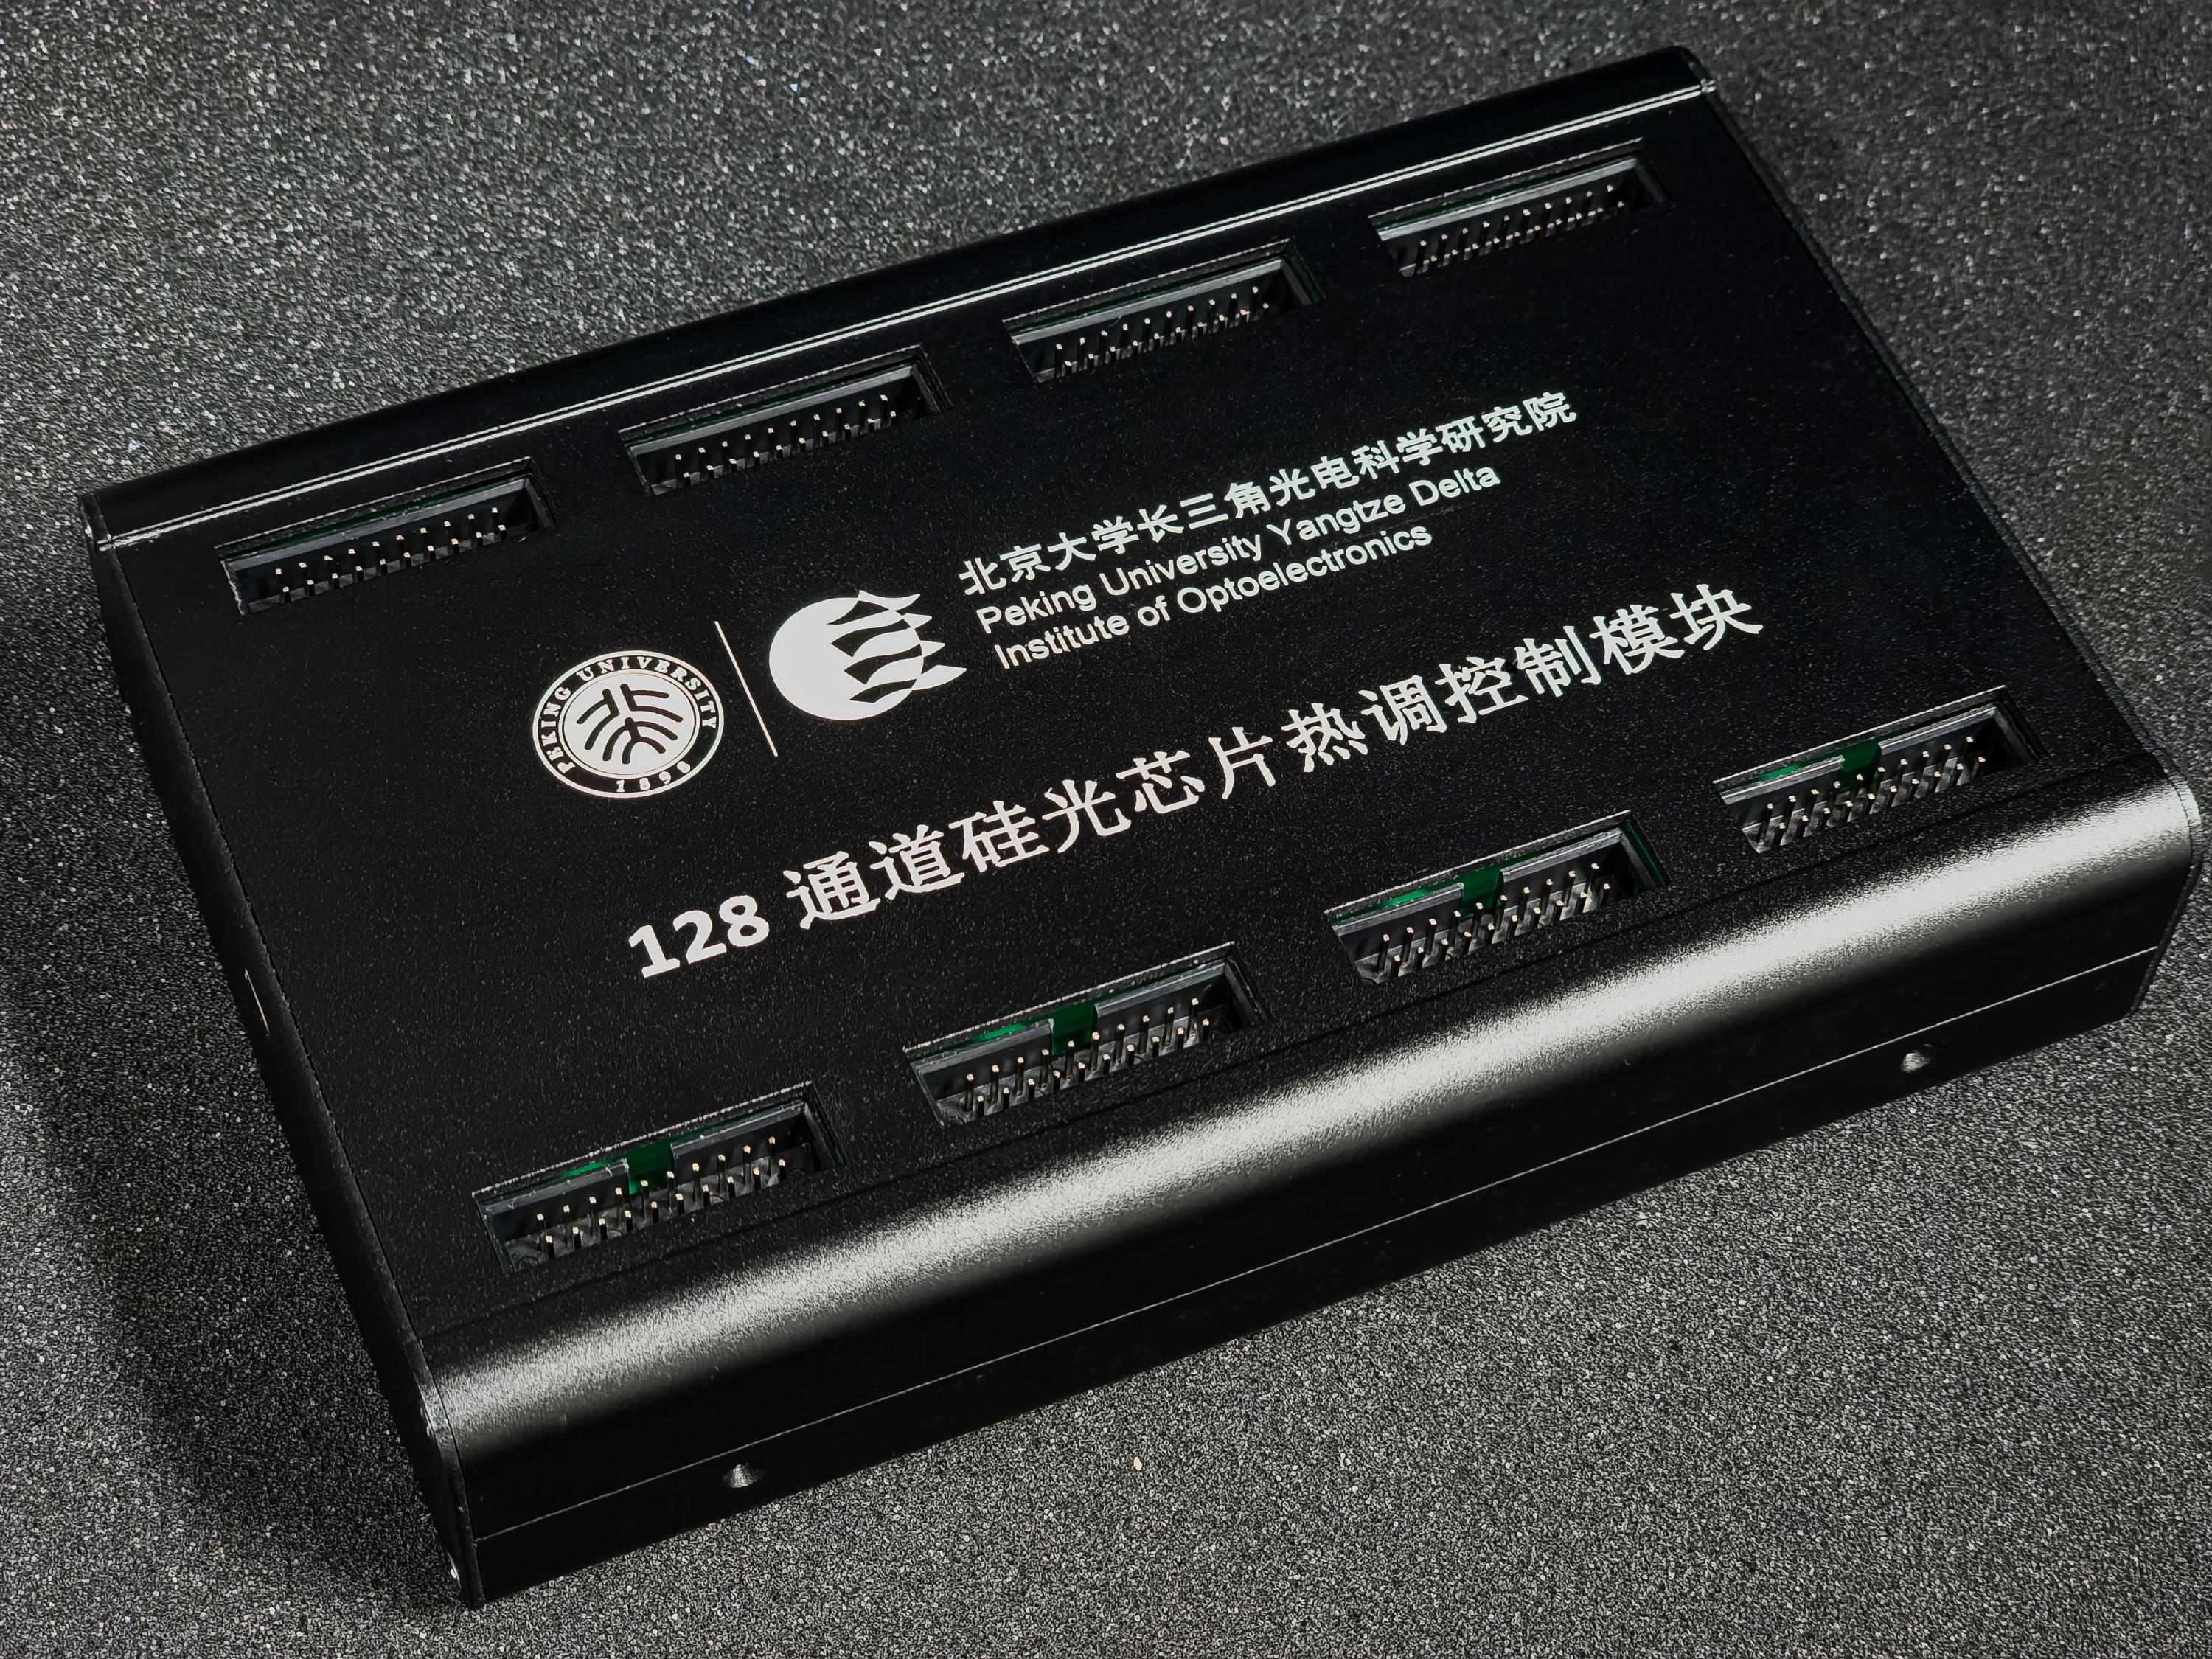 PEKING UNIVERSITY
1898
北京大学长三角光电科学研究院
Peking University Yangtze Delta
Institute of Optoelectronics
128 通道硅光芯片热调控制模块